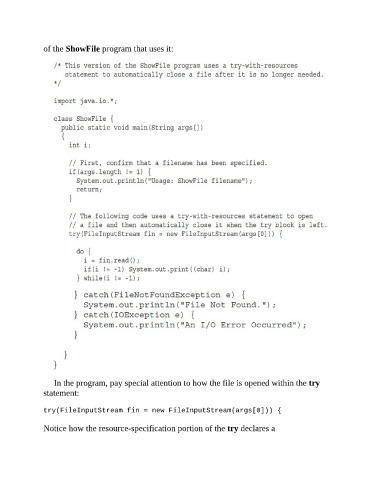 of the ShowFile program that uses it:
/* This version of the ShowFile program uses a try-with-resources
statement to automatically close a file after it is no longer needed.
*/
import java.io.*;
class ShowFile {
public static void main(String args[])
{
int i;
// First, confirm that a filename has been specified.
if(args.length != 1) {
System.out.println("Usage: ShowFile filename");
return;
}
// The following code uses a try-with-resources statement to open
// a file and then automatically close it when the try block is left.
try(FileInputStream fin = new FileInputStream(args[0])) {
do {
i = fin.read();
if(i != -1) System.out.print((char) i);
} while(i != -1);
} catch(FileNotFoundException e) {
System.out.println("File Not Found.");
} catch(IOException e) {
System.out.println("An I/O Error Occurred");
}
}
}
In the program, pay special attention to how the file is opened within the try
statement:
try(FileInputStream fin = new FileInputStream(args[0])) {
Notice how the resource-specification portion of the try declares a